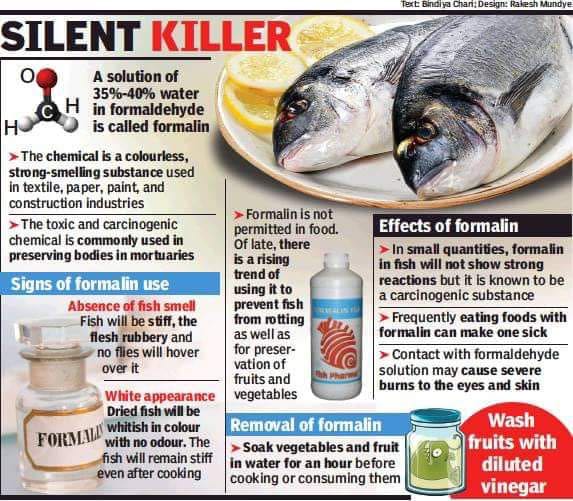 Text: Bindiya Chari; Design: Rakesh Mundye
SILENT KILLER
O
C
H
H
A solution of
35%-40% water
in formaldehyde
is called formalin
➤ The chemical is a colourless,
strong-smelling substance used
in textile, paper, paint, and
construction industries
➤ The toxic and carcinogenic
chemical is commonly used in
preserving bodies in mortuaries
Signs of formalin use
Absence of fish smell
Fish will be stiff, the
flesh rubbery and
no flies will hover
over it
White appearance
Dried fish will be
whitish in colour
with no odour. The
fish will remain stiff
even after cooking
FORMALIN
➤ Formalin is not
permitted in food.
Of late, there
is a rising
trend of
using it to
prevent fish
from rotting
as well as
for preser-
vation of
fruits and
vegetables
FORMALIN
Fish Pharma
Removal of formalin
➤ Soak vegetables and fruit
in water for an hour before
cooking or consuming them
Effects of formalin
➤ In small quantities, formalin
in fish will not show strong
reactions but it is known to be
a carcinogenic substance
➤ Frequently eating foods with
formalin can make one sick
➤ Contact with formaldehyde
solution may cause severe
burns to the eyes and skin
Wash
fruits with
diluted
vinegar